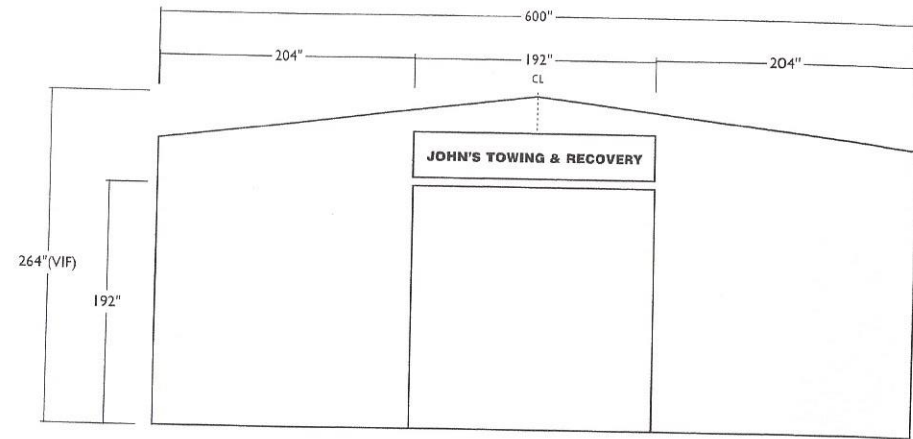 600"
204"
192"
204"
CL
JOHN'S TOWING & RECOVERY
264"(VIF)
192"